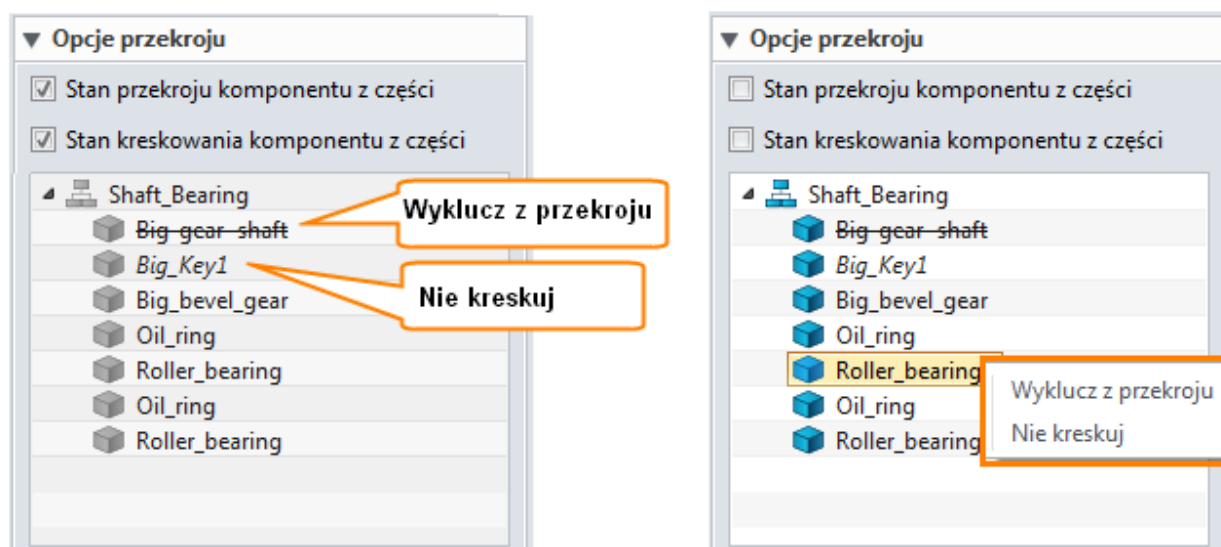 Opcje przekroju
Stan przekroju komponentu z części
Stan kreskowania komponentu z części
Shaft_Bearing
Big_gear_shaft
Big_Key1
Big_bevel_gear
Oil_ring
Roller_bearing
Oil_ring
Roller_bearing
Wyklucz z przekroju
Nie kreskuj
Opcje przekroju
Stan przekroju komponentu z części
Stan kreskowania komponentu z części
Shaft_Bearing
Big_gear_shaft
Big_Key1
Big_bevel_gear
Oil_ring
Roller_bearing
Oil_ring
Roller_bearing
Wyklucz z przekroju
Nie kreskuj